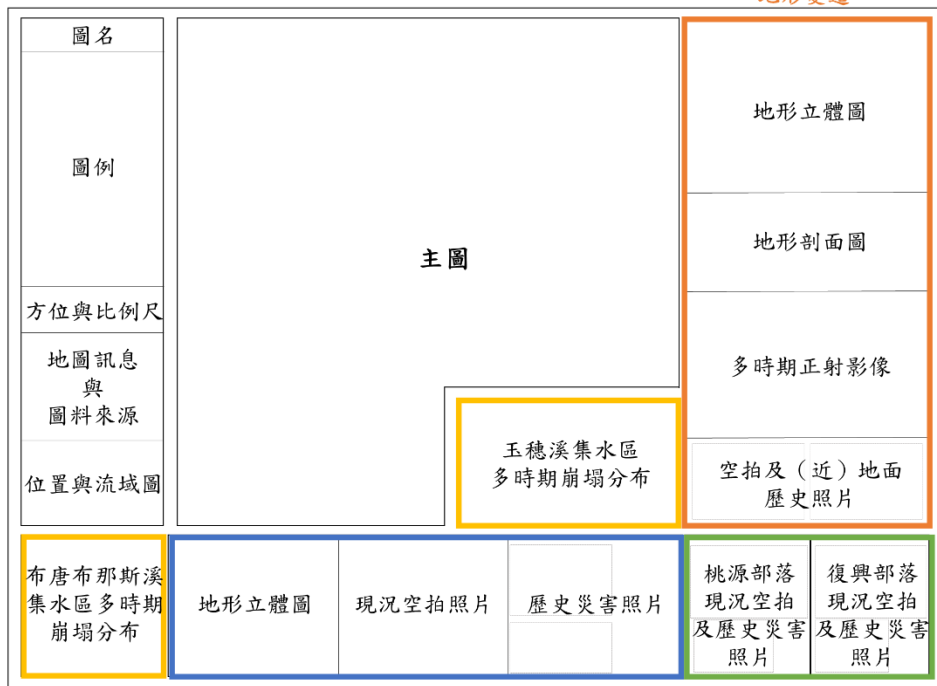 地形變遷
圖名
圖例
方位與比例尺
地圖訊息
與
圖料來源
位置與流域圖
主圖
玉穗溪集水區
多時期崩塌分布
地形立體圖
地形剖面圖
多時期正射影像
空拍及（近）地面
歷史照片
布唐布那斯溪
集水區多時期
崩塌分布
地形立體圖
現況空拍照片
歷史災害照片
桃源部落
現況空拍
及歷史災害
照片
復興部落
現況空拍
及歷史災害
照片